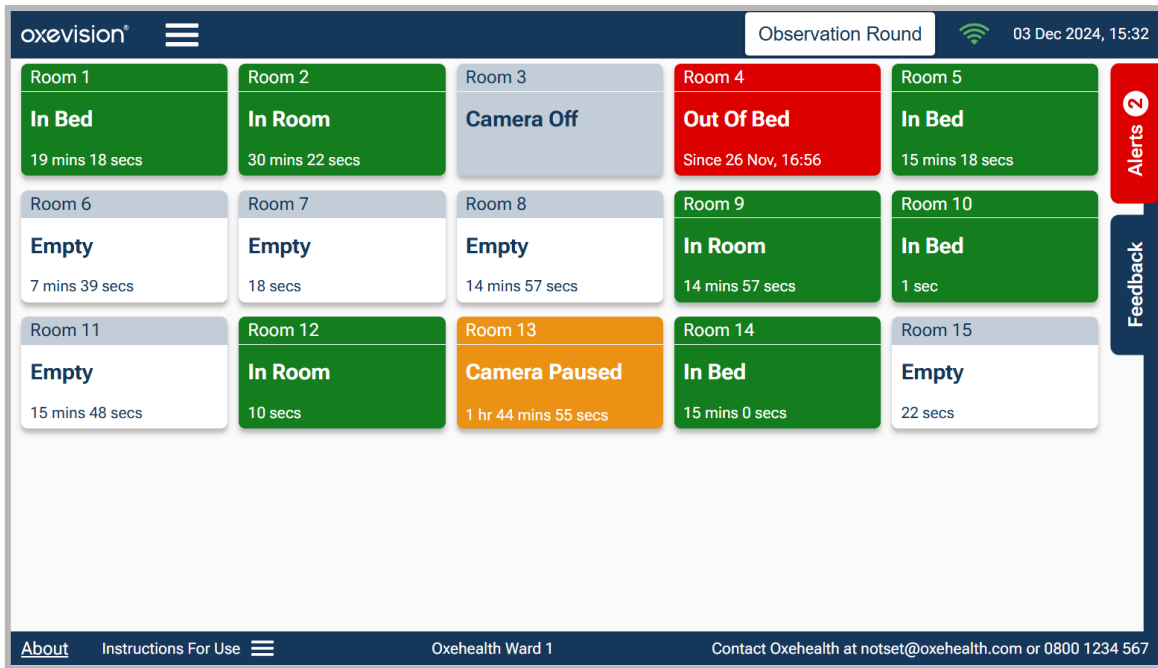 oxevision®
Observation Round
03 Dec 2024, 15:32
Room 1
In Bed
19 mins 18 secs
Room 2
In Room
30 mins 22 secs
Room 3
Camera Off
Room 4
Out Of Bed
Since 26 Nov, 16:56
Room 5
In Bed
15 mins 18 secs
Alerts 2
Room 6
Empty
7 mins 39 secs
Room 7
Empty
18 secs
Room 8
Empty
14 mins 57 secs
Room 9
In Room
14 mins 57 secs
Room 10
In Bed
1 sec
Feedback
Room 11
Empty
15 mins 48 secs
Room 12
In Room
10 secs
Room 13
Camera Paused
1 hr 44 mins 55 secs
Room 14
In Bed
15 mins 0 secs
Room 15
Empty
22 secs
About
Instructions For Use
Oxehealth Ward 1
Contact Oxehealth at notset@oxehealth.com or 0800 1234 567